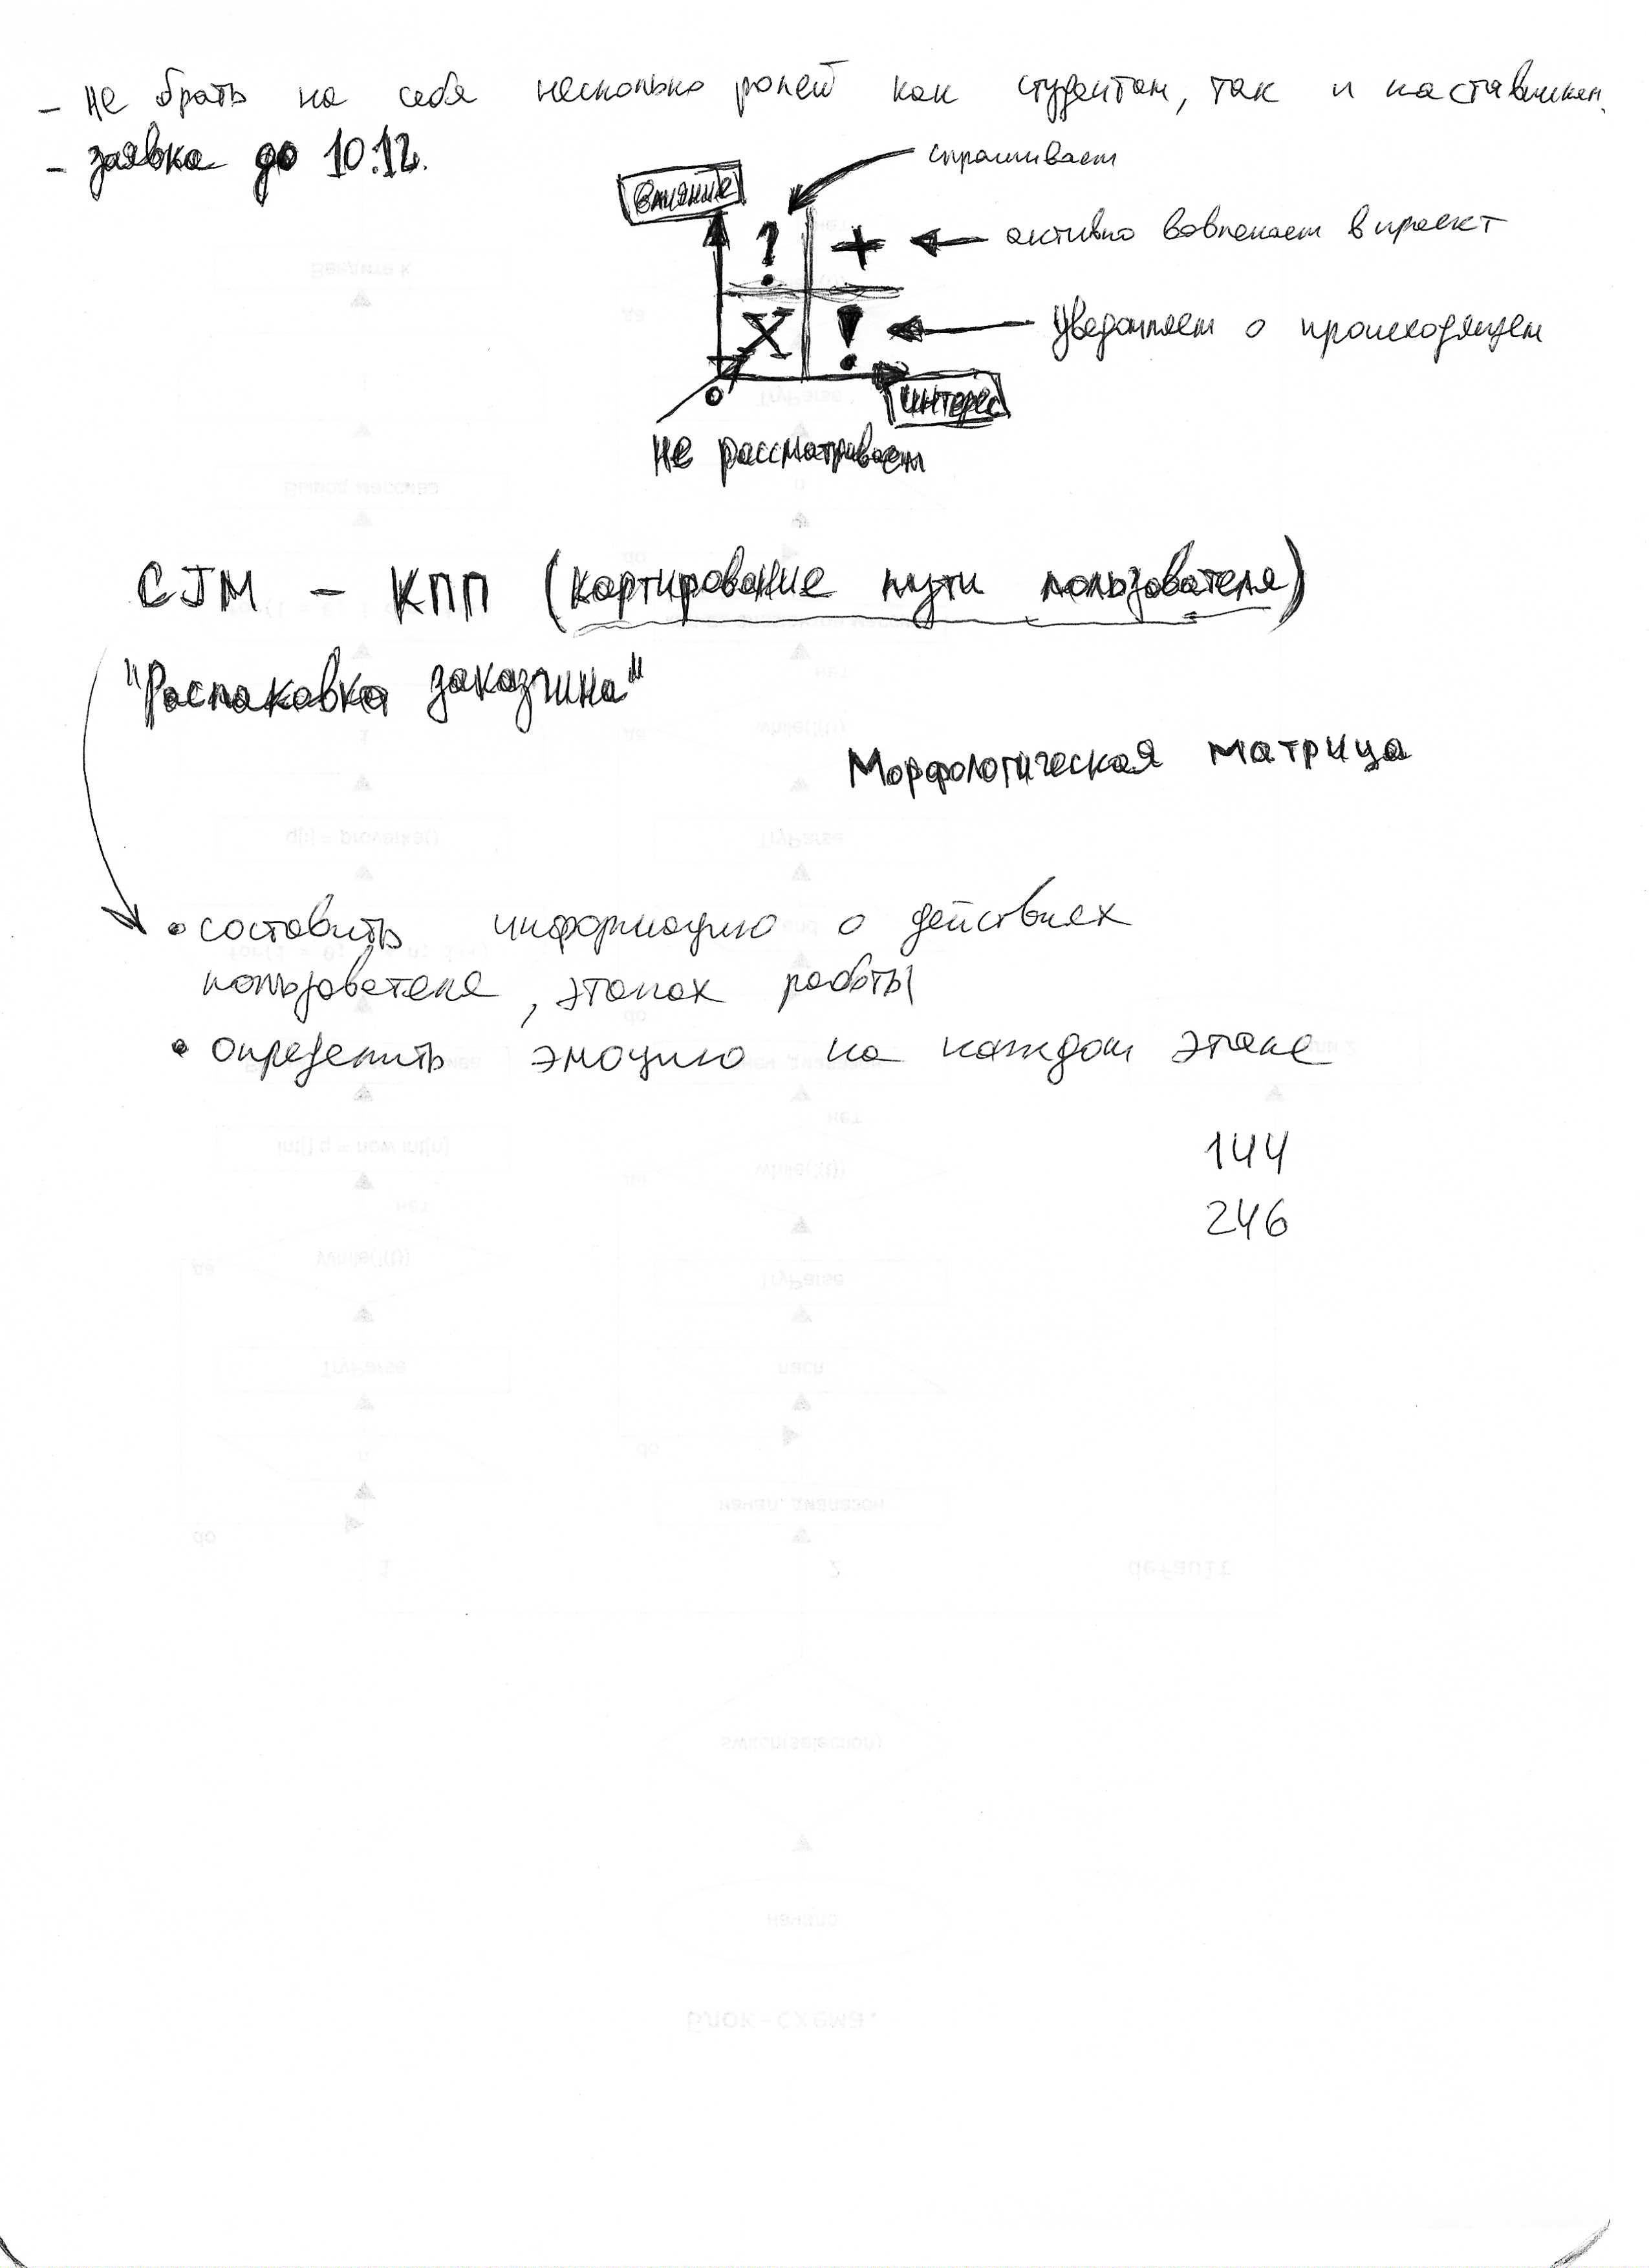 - не брать на себя несколько ролей как студентам, так и наставникам.
- заявка до 10.12.
спрашиваем
Влияние
? + активно вовлекаем в проект
X ! уведомляем о происходящем
0 интерес
не рассматриваем
CJM - КПП (картирование пути пользователя)
"Распаковка заказчика"
Морфологическая матрица
• составить информацию о действиях
пользователя, этапах работы
• определить эмоцию на каждом этапе
144
246